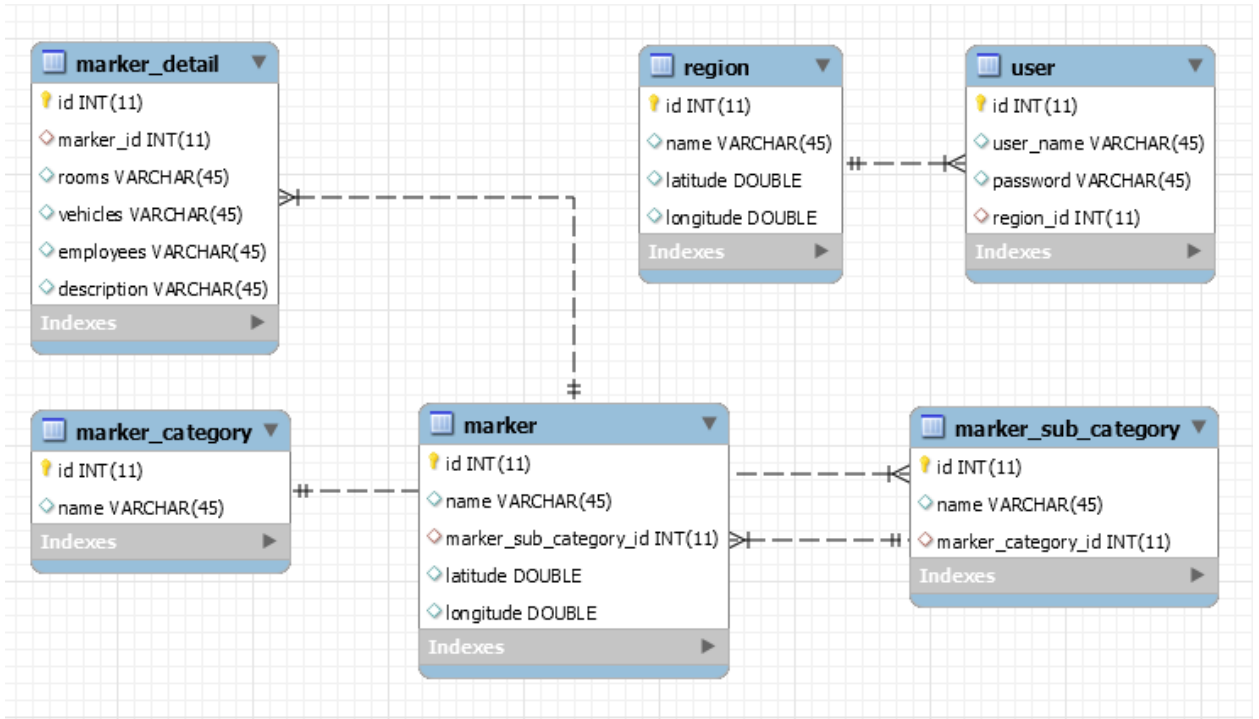 marker_detail
id INT(11)
marker_id INT(11)
rooms VARCHAR(45)
vehicles VARCHAR(45)
employees VARCHAR(45)
description VARCHAR(45)
Indexes
region
id INT(11)
name VARCHAR(45)
latitude DOUBLE
longitude DOUBLE
Indexes
user
id INT(11)
user_name VARCHAR(45)
password VARCHAR(45)
region_id INT(11)
Indexes
marker_category
id INT(11)
name VARCHAR(45)
Indexes
marker
id INT(11)
name VARCHAR(45)
marker_sub_category_id INT(11)
latitude DOUBLE
longitude DOUBLE
Indexes
marker_sub_category
id INT(11)
name VARCHAR(45)
marker_category_id INT(11)
Indexes